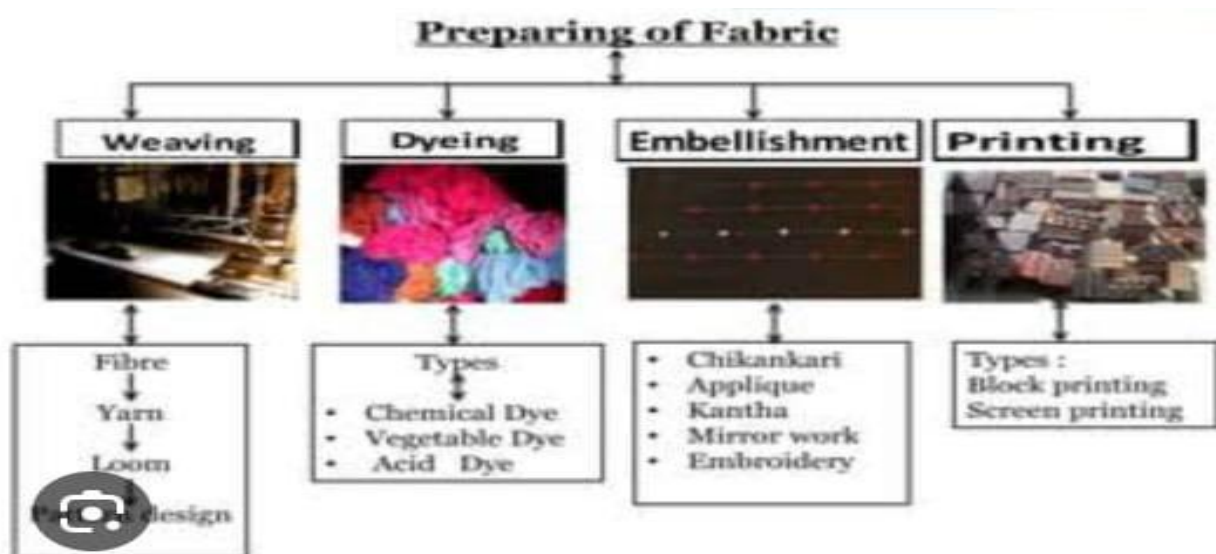 Preparing of Fabric
Weaving
Dyeing
Embellishment
Printing
Fibre
Yarn
Loom
design
Types
• Chemical Dye
• Vegetable Dye
• Acid Dye
• Chikankari
• Applique
• Kantha
• Mirror work
• Embroidery
Types :
Block printing
Screen printing